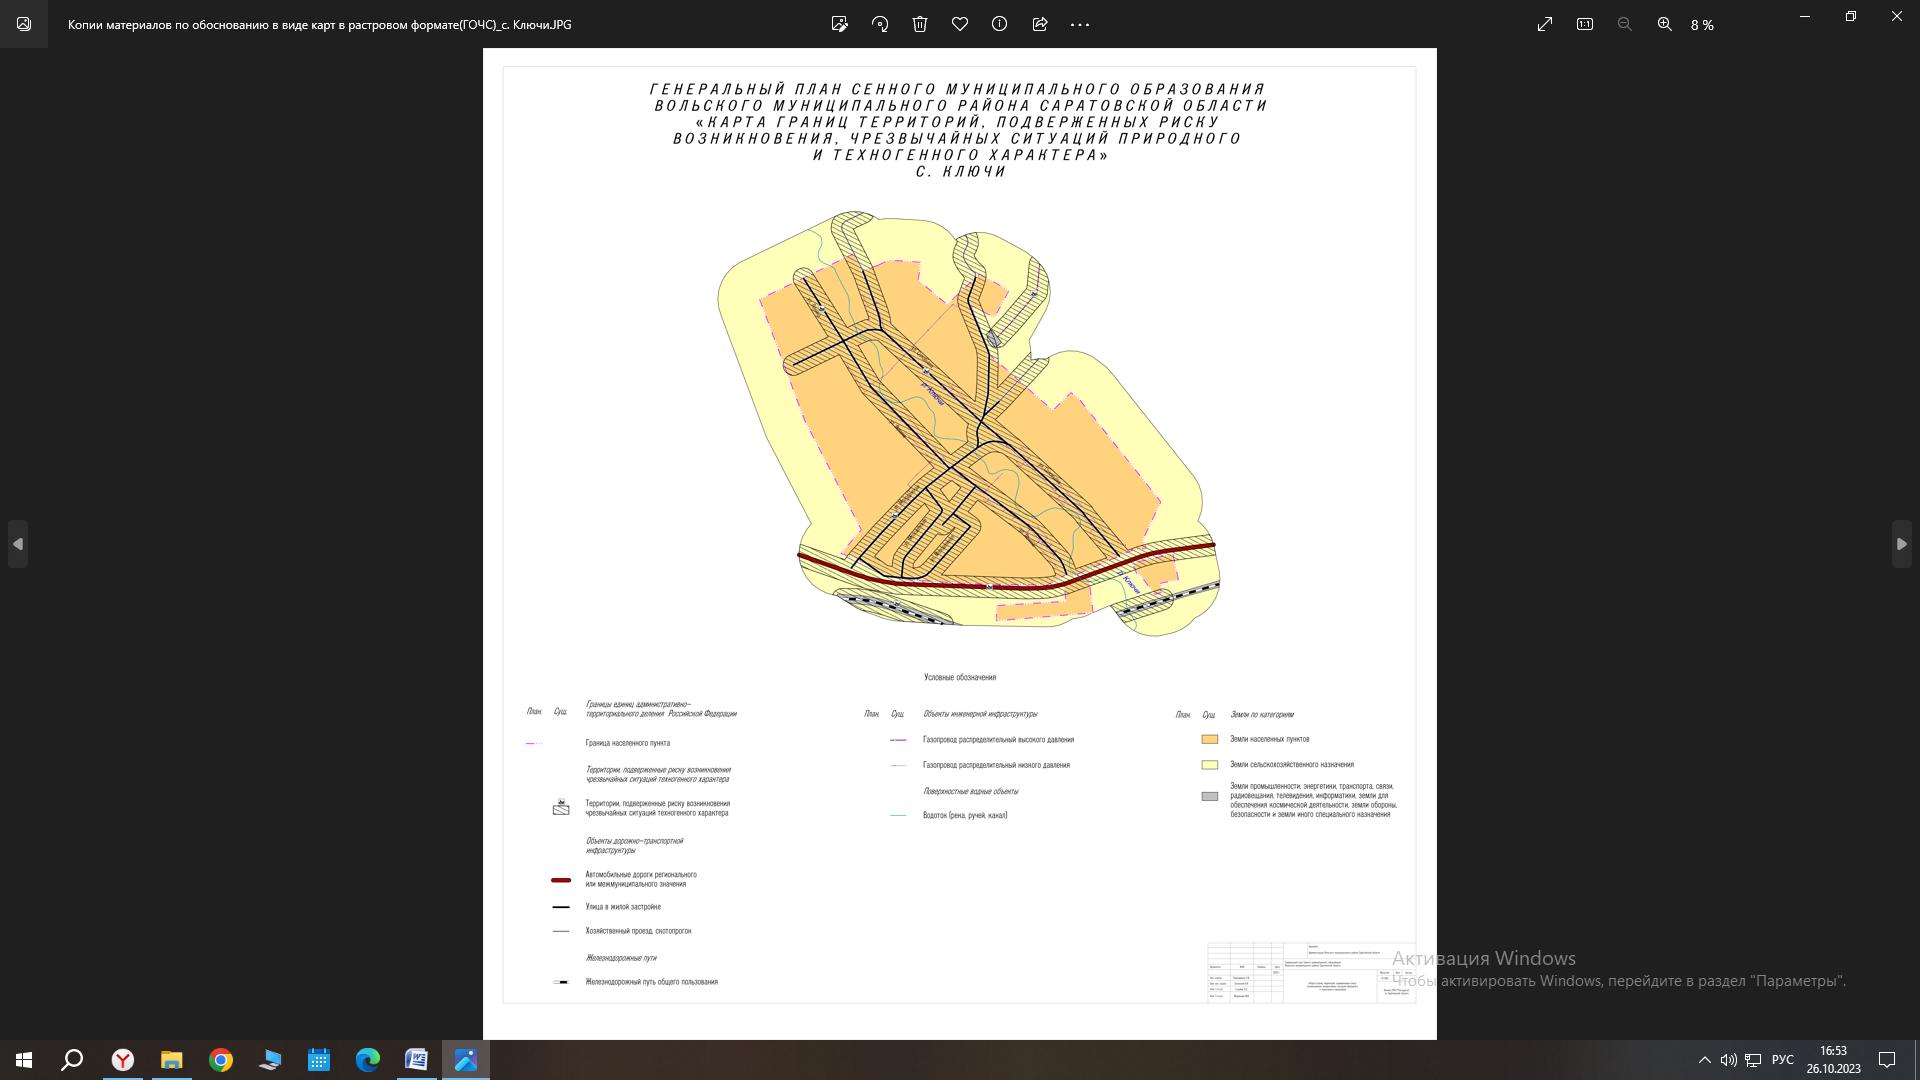 Копии материалов по обоснованию в виде карт в растровом формате(ГОЧС)_с. Ключи.JPG
8 %
ГЕНЕРАЛЬНЫЙ ПЛАН СЕННОГО МУНИЦИПАЛЬНОГО ОБРАЗОВАНИЯ
ВОЛЬСКОГО МУНИЦИПАЛЬНОГО РАЙОНА САРАТОВСКОЙ ОБЛАСТИ
«КАРТА ГРАНИЦ ТЕРРИТОРИЙ, ПОДВЕРЖЕННЫХ РИСКУ
ВОЗНИКНОВЕНИЯ, ЧРЕЗВЫЧАЙНЫХ СИТУАЦИЙ ПРИРОДНОГО
И ТЕХНОГЕННОГО ХАРАКТЕРА»
С. КЛЮЧИ
р. Ключи
р. Ключи
Условные обозначения
План. Сущ.
Границы единиц административно-
территориального деления Российской Федерации
Граница населенного пункта
Территории, подверженные риску возникновения
чрезвычайных ситуаций техногенного характера
Территории, подверженные риску возникновения
чрезвычайных ситуаций техногенного характера
Объекты дорожно-транспортной
инфраструктуры
Автомобильные дороги регионального
или межмуниципального значения
Улица в жилой застройке
Хозяйственный проезд, скотопрогон
Железнодорожные пути
Железнодорожный путь общего пользования
План. Сущ. Объекты инженерной инфраструктуры
Газопровод распределительный высокого давления
Газопровод распределительный низкого давления
Поверхностные водные объекты
Водоток (река, ручей, канал)
План. Сущ. Земли по категориям
Земли населенных пунктов
Земли сельскохозяйственного назначения
Земли промышленности, энергетики, транспорта, связи,
радиовещания, телевидения, информатики, земли для
обеспечения космической деятельности, земли обороны,
безопасности и земли иного специального назначения
Активация Windows
Чтобы активировать Windows, перейдите в раздел "Параметры".
РУС
16:53
26.10.2023